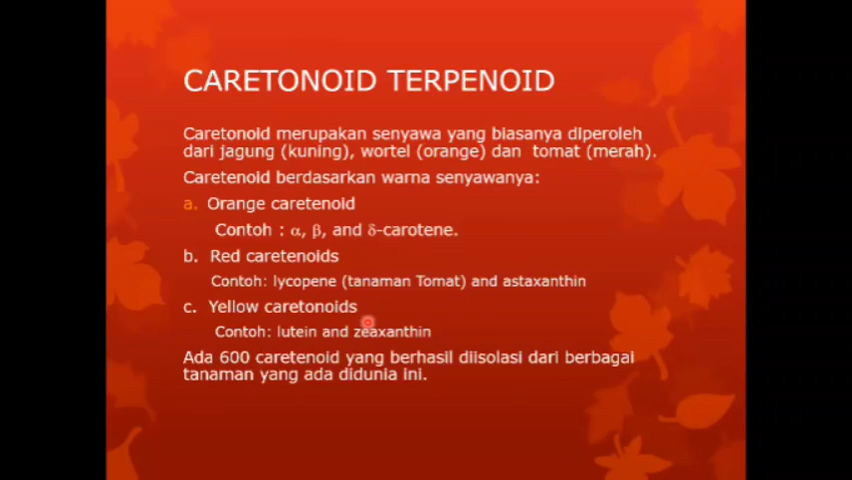 CARETONOID TERPENOID
Caretonoid merupakan senyawa yang biasanya diperoleh
dari jagung (kuning), wortel (orange) dan tomat (merah).
Caretenoid berdasarkan warna senyawanya:
a. Orange caretenoid
Contoh : α, β, and δ-carotene.
b. Red caretenoids
Contoh: lycopene (tanaman Tomat) and astaxanthin
c. Yellow caretonoids
Contoh: lutein and zeaxanthin
Ada 600 caretenoid yang berhasil diisolasi dari berbagai
tanaman yang ada didunia ini.